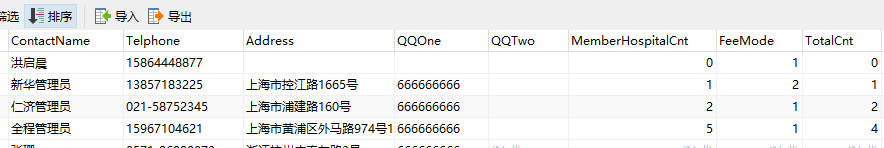 筛选 排序 导入 导出
ContactName Telphone Address QQOne QQTwo MemberHospitalCnt FeeMode TotalCnt
洪启晨 15864448877 0 1 0
新华管理员 13857183225 上海市控江路1665号 666666666 1 2 1
仁济管理员 021-58752345 上海市浦建路160号 666666666 2 1 2
全程管理员 15967104621 上海市黄浦区外马路974号1 666666666 5 1 4